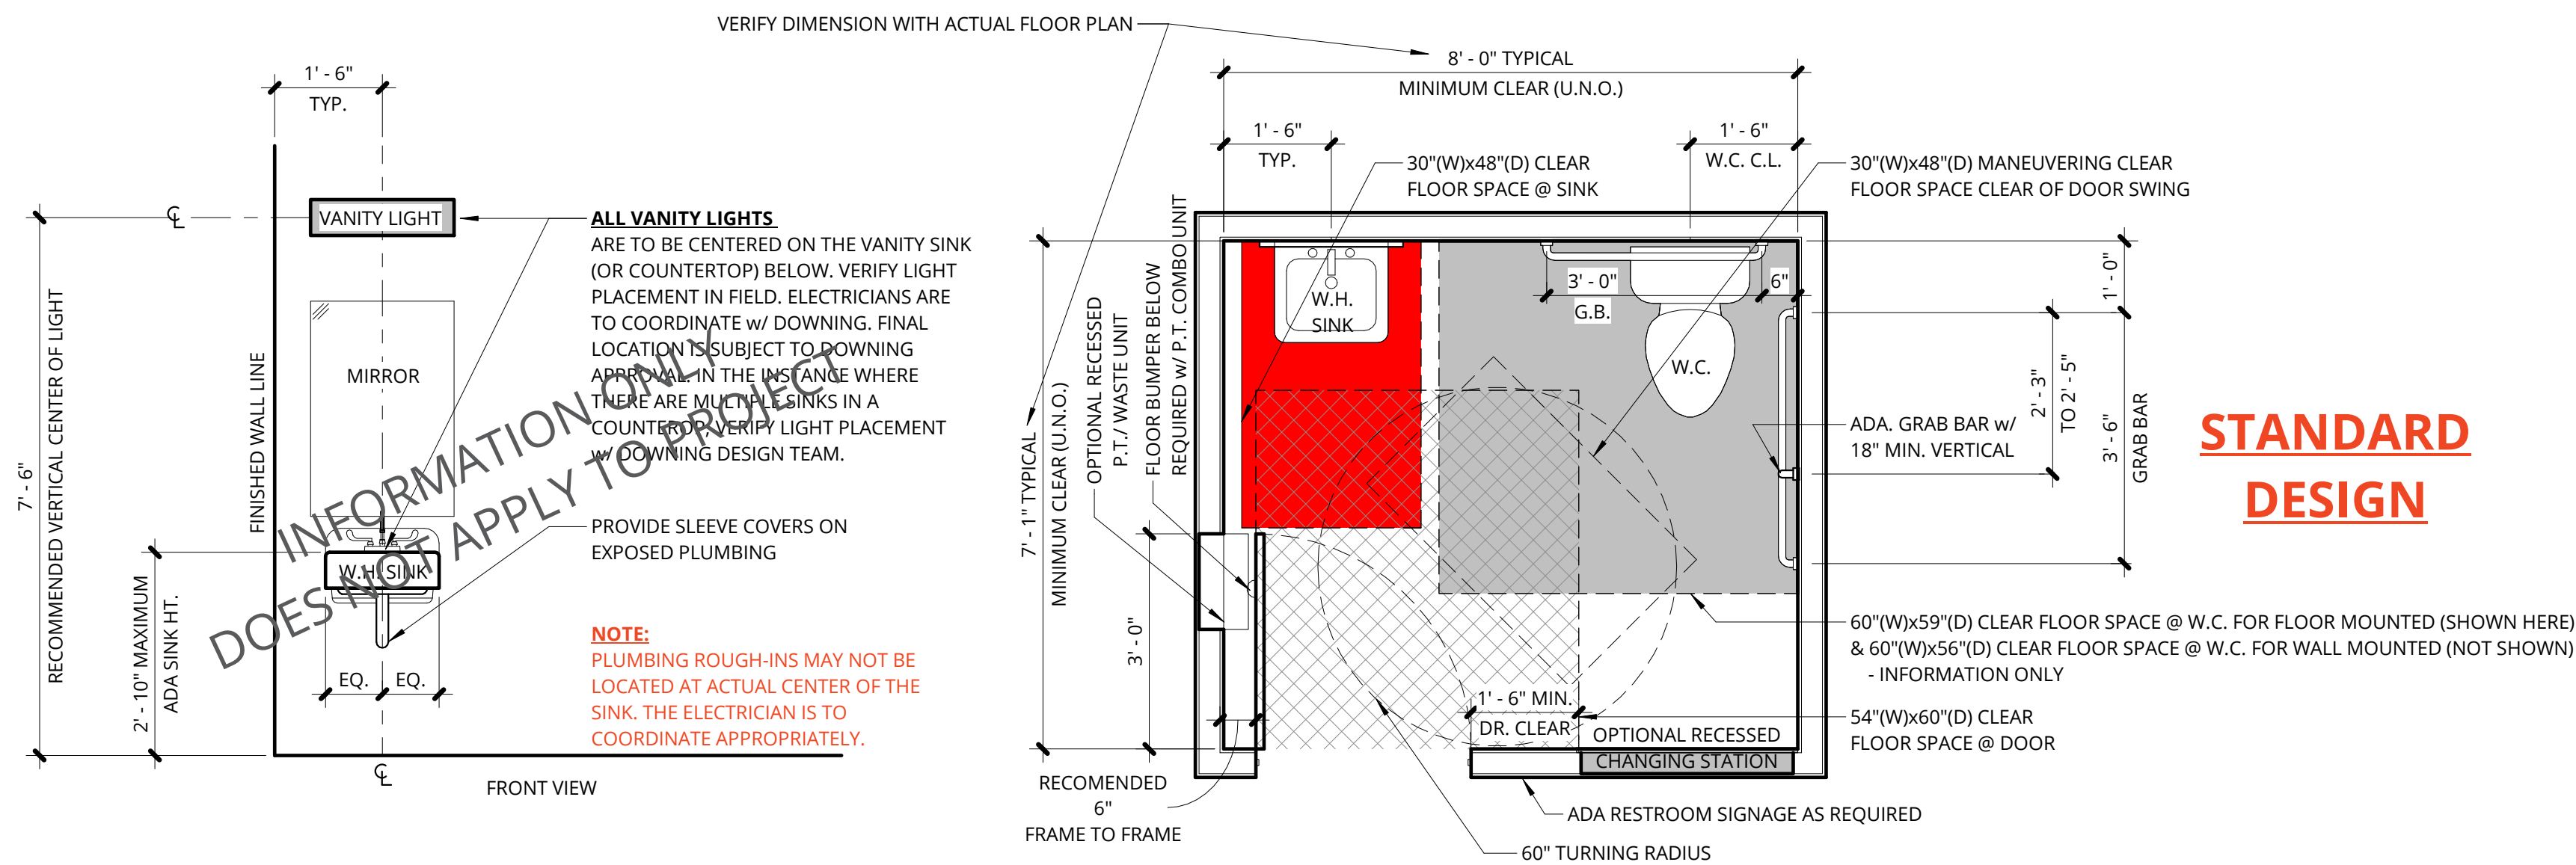 VERIFY DIMENSION WITH ACTUAL FLOOR PLAN
1' - 6"
TYP.
7' - 6"
RECOMMENDED VERTICAL CENTER OF LIGHT
VANITY LIGHT
FINISHED WALL LINE
MIRROR
2' - 10" MAXIMUM
ADA SINK HT.
W.H. SINK
EQ.
EQ.
FRONT VIEW
ALL VANITY LIGHTS
ARE TO BE CENTERED ON THE VANITY SINK
(OR COUNTERTOP) BELOW. VERIFY LIGHT
PLACEMENT IN FIELD. ELECTRICIANS ARE
TO COORDINATE w/ DOWNING. FINAL
LOCATION IS SUBJECT TO DOWNING
APPROVAL. IN THE INSTANCE WHERE
THERE ARE MULTIPLE SINKS IN A
COUNTEROP, VERIFY LIGHT PLACEMENT
w/ DOWNING DESIGN TEAM.
PROVIDE SLEEVE COVERS ON
EXPOSED PLUMBING
INFORMATION ONLY
DOES NOT APPLY TO PROJECT
NOTE:
PLUMBING ROUGH-INS MAY NOT BE
LOCATED AT ACTUAL CENTER OF THE
SINK. THE ELECTRICIAN IS TO
COORDINATE APPROPRIATELY.
8' - 0" TYPICAL
MINIMUM CLEAR (U.N.O.)
1' - 6"
TYP.
1' - 6"
W.C. C.L.
30"(W)x48"(D) CLEAR
FLOOR SPACE @ SINK
30"(W)x48"(D) MANEUVERING CLEAR
FLOOR SPACE CLEAR OF DOOR SWING
7' - 1" TYPICAL
MINIMUM CLEAR (U.N.O.)
OPTIONAL RECESSED
P.T./ WASTE UNIT
FLOOR BUMPER BELOW
REQUIRED w/ P.T. COMBO UNIT
3' - 0"
W.H.
SINK
3' - 0"
G.B.
6"
W.C.
1' - 0"
2' - 3"
TO 2' - 5"
3' - 6"
GRAB BAR
ADA. GRAB BAR w/
18" MIN. VERTICAL
60"(W)x59"(D) CLEAR FLOOR SPACE @ W.C. FOR FLOOR MOUNTED (SHOWN HERE)
& 60"(W)x56"(D) CLEAR FLOOR SPACE @ W.C. FOR WALL MOUNTED (NOT SHOWN)
- INFORMATION ONLY
54"(W)x60"(D) CLEAR
FLOOR SPACE @ DOOR
1' - 6" MIN.
DR. CLEAR
OPTIONAL RECESSED
CHANGING STATION
RECOMENDED
6"
FRAME TO FRAME
ADA RESTROOM SIGNAGE AS REQUIRED
60" TURNING RADIUS
STANDARD
DESIGN